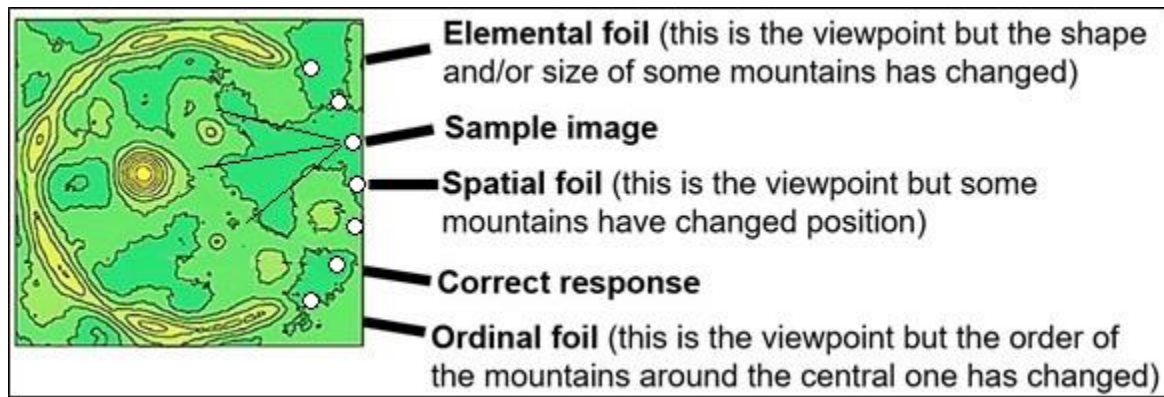 Elemental foil (this is the viewpoint but the shape
and/or size of some mountains has changed)
Sample image
Spatial foil (this is the viewpoint but some
mountains have changed position)
Correct response
Ordinal foil (this is the viewpoint but the order of
the mountains around the central one has changed)